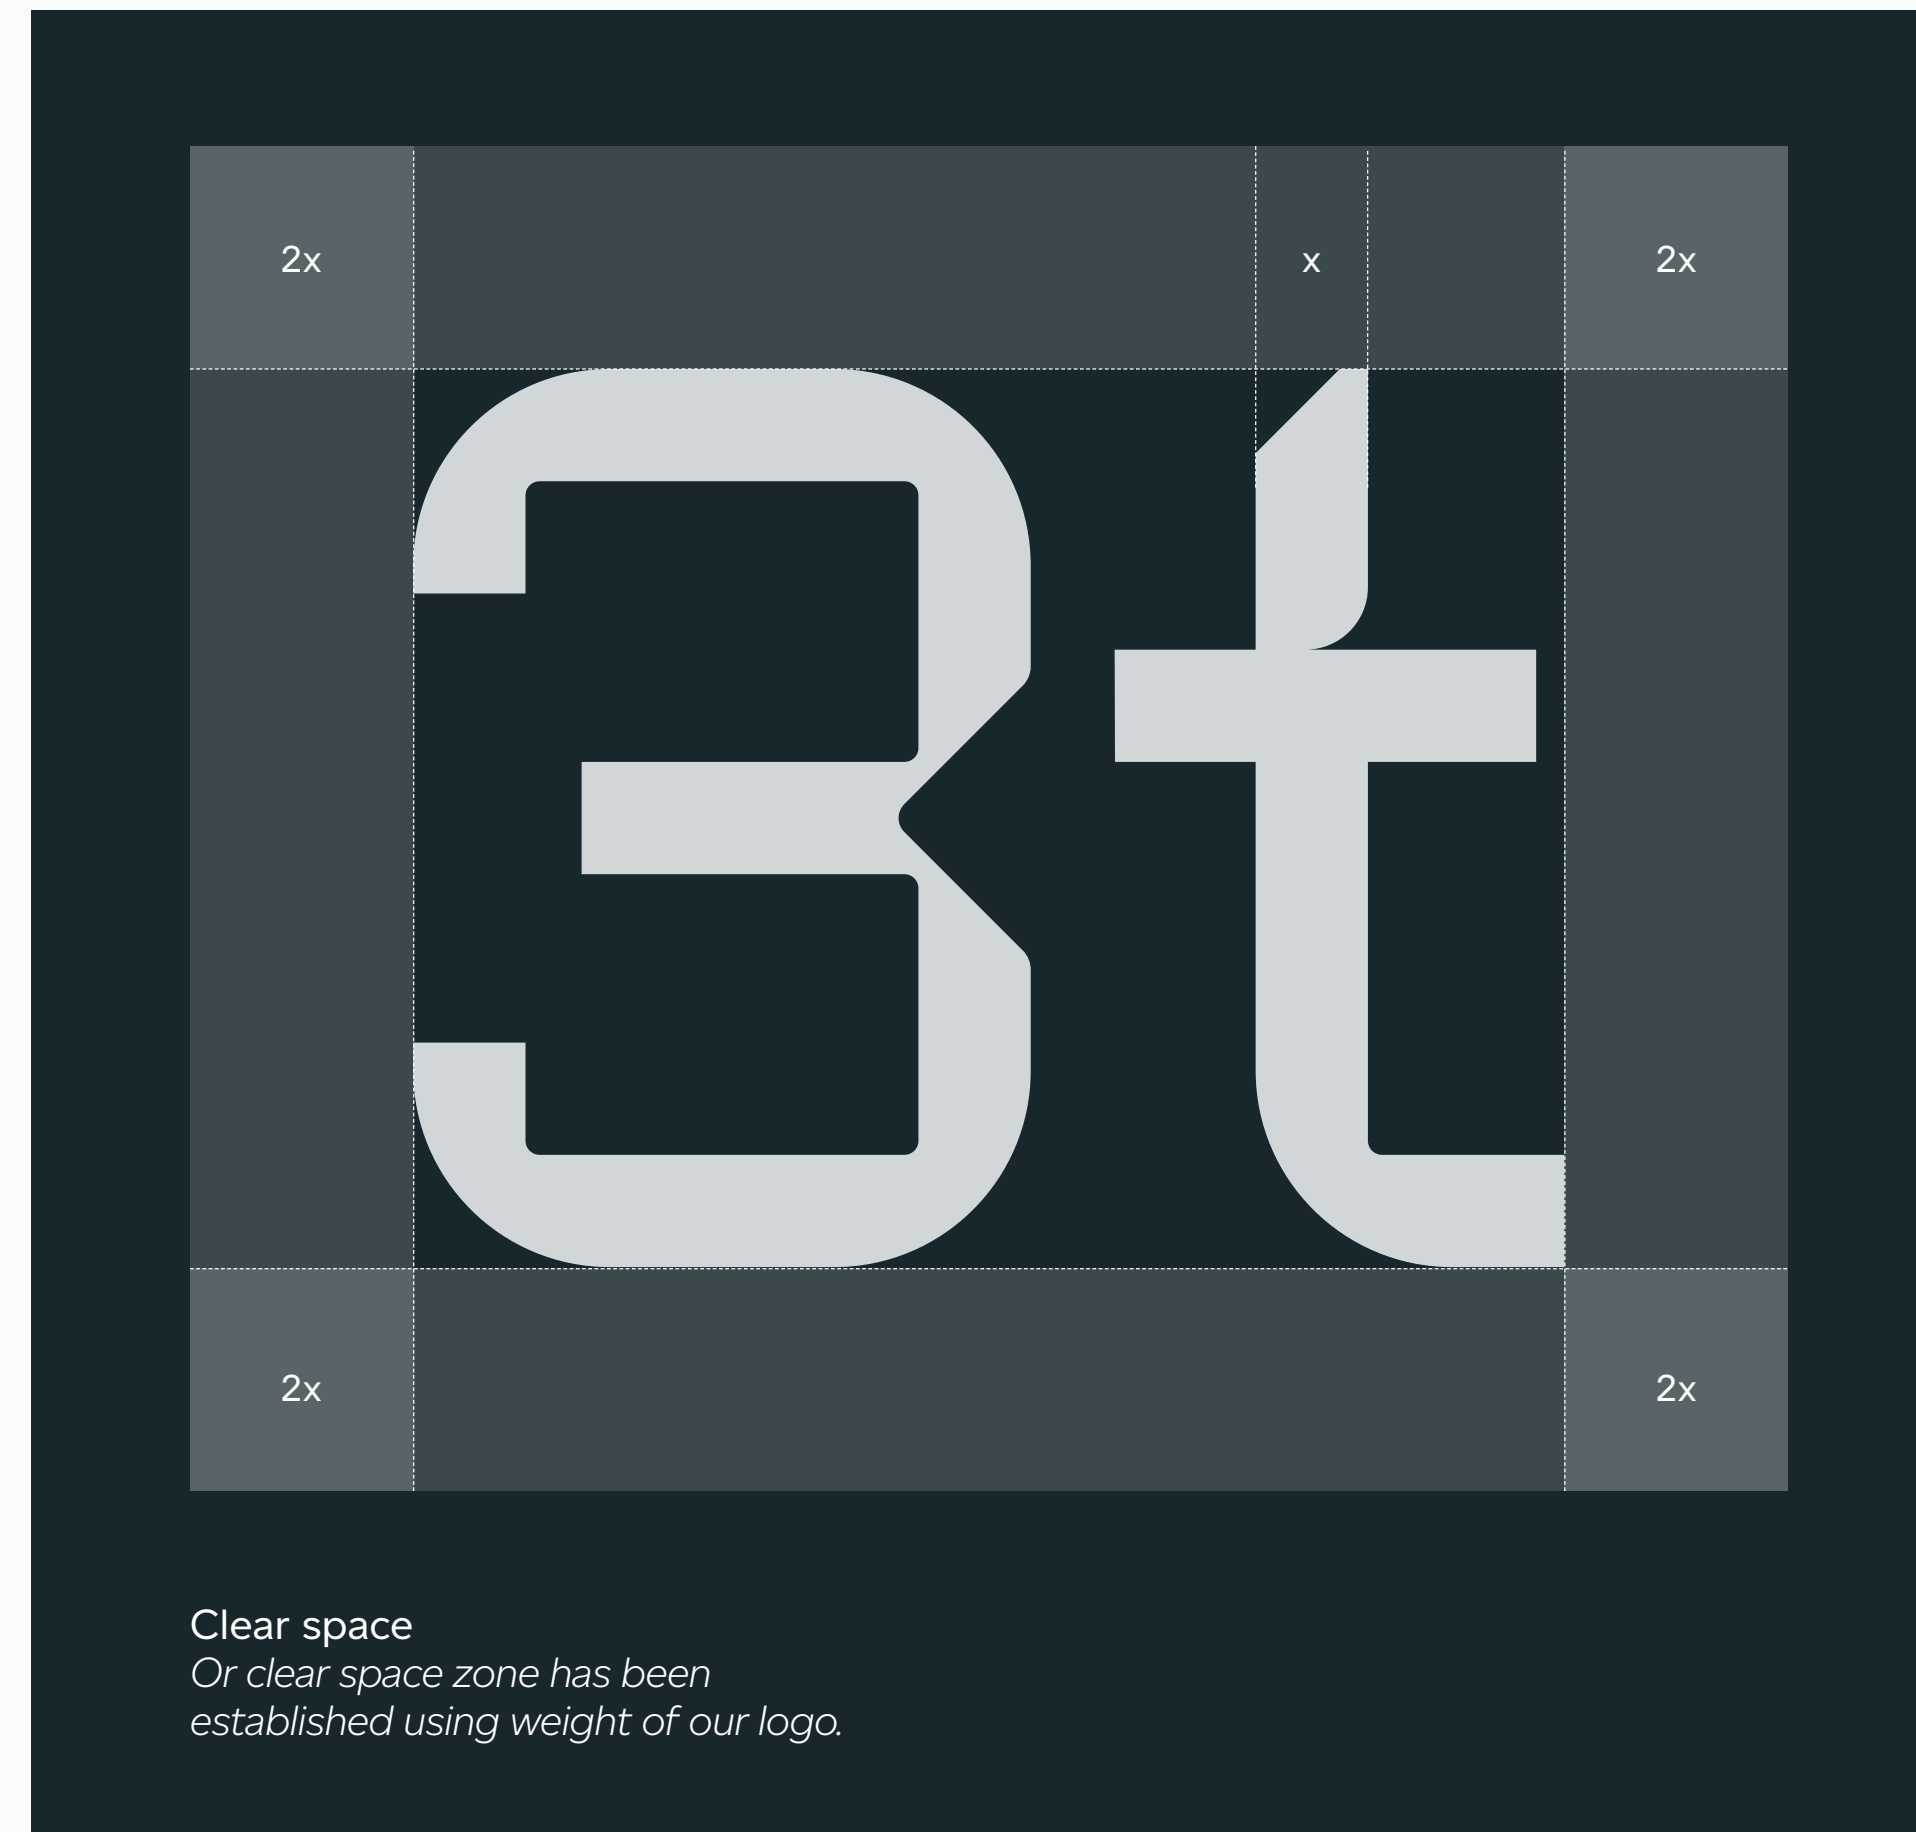 2x x 2x
3t
2x 2x
Clear space
Or clear space zone has been
established using weight of our logo.